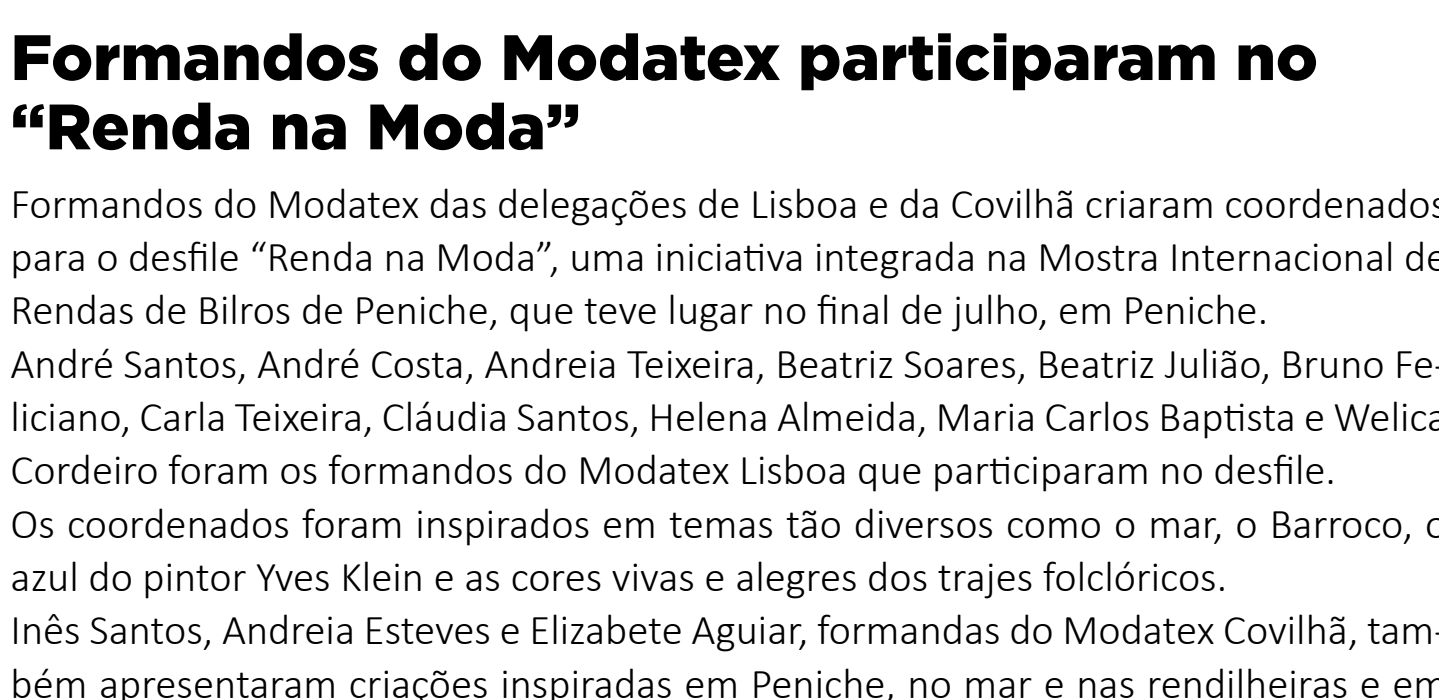 Formandos do Modatex participaram no
“Renda na Moda”
Formandos do Modatex das delegações de Lisboa e da Covilhã criaram coordenados
para o desfile “Renda na Moda”, uma iniciativa integrada na Mostra Internacional de
Rendas de Bilros de Peniche, que teve lugar no final de julho, em Peniche.
André Santos, André Costa, Andreia Teixeira, Beatriz Soares, Beatriz Julião, Bruno Fe-
liciano, Carla Teixeira, Cláudia Santos, Helena Almeida, Maria Carlos Baptista e Welica
Cordeiro foram os formandos do Modatex Lisboa que participaram no desfile.
Os coordenados foram inspirados em temas tão diversos como o mar, o Barroco, o
azul do pintor Yves Klein e as cores vivas e alegres dos trajes folclóricos.
Inês Santos, Andreia Esteves e Elizabete Aguiar, formandas do Modatex Covilhã, tam-
bém apresentaram criações inspiradas em Peniche, no mar e nas rendilheiras e em